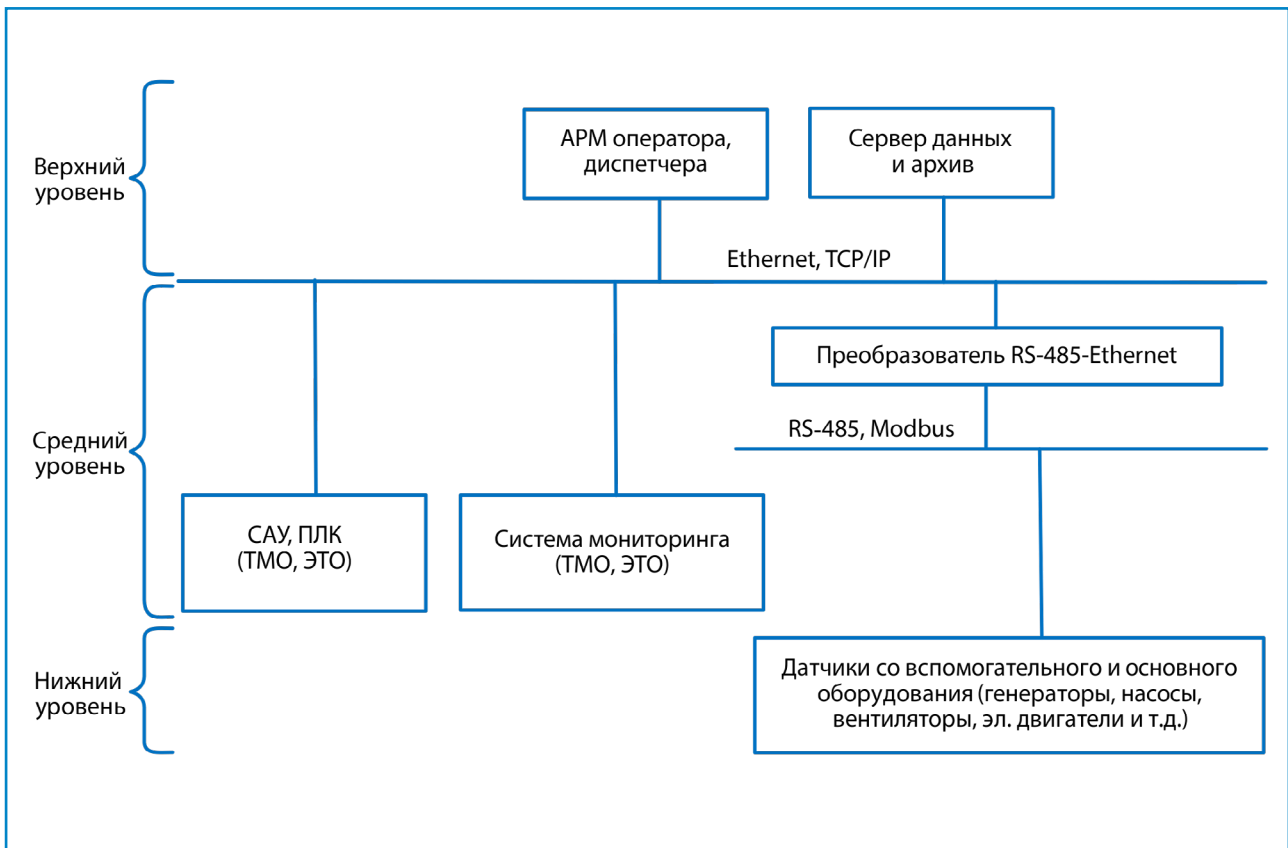 АРМ оператора,
диспетчера
Сервер данных
и архив
Верхний
уровень
Ethernet, TCP/IP
Преобразователь RS-485-Ethernet
RS-485, Modbus
Средний
уровень
САУ, ПЛК
(ТМО, ЭТО)
Система мониторинга
(ТМО, ЭТО)
Нижний
уровень
Датчики со вспомогательного и основного
оборудования (генераторы, насосы,
вентиляторы, эл. двигатели и т.д.)